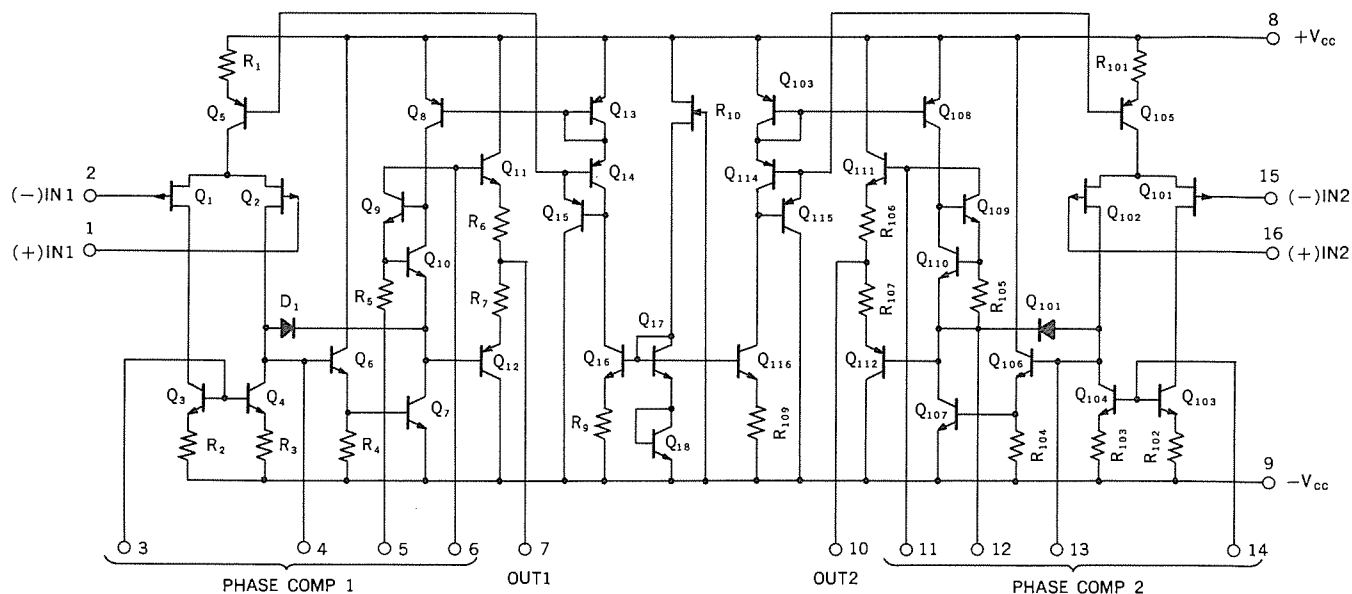 8
+Vcc
R1
R101
Q103
Q5
Q8
Q13
R10
Q108
Q105
2
Q11
Q14
Q114
Q111
15
(−)IN1
Q1
Q2
Q9
Q15
Q115
Q109
Q102
Q101
(−)IN2
1
R6
R106
16
(+)IN1
Q10
Q110
(+)IN2
D1
R5
R7
Q17
R107
R105
Q101
Q6
Q12
Q16
Q116
Q112
Q106
Q3
Q4
Q7
Q107
Q104
Q103
R2
R3
R4
R9
Q18
R109
R104
R103
R102
9
−Vcc
3
4
5
6
7
10
11
12
13
14
PHASE COMP 1
OUT1
OUT2
PHASE COMP 2